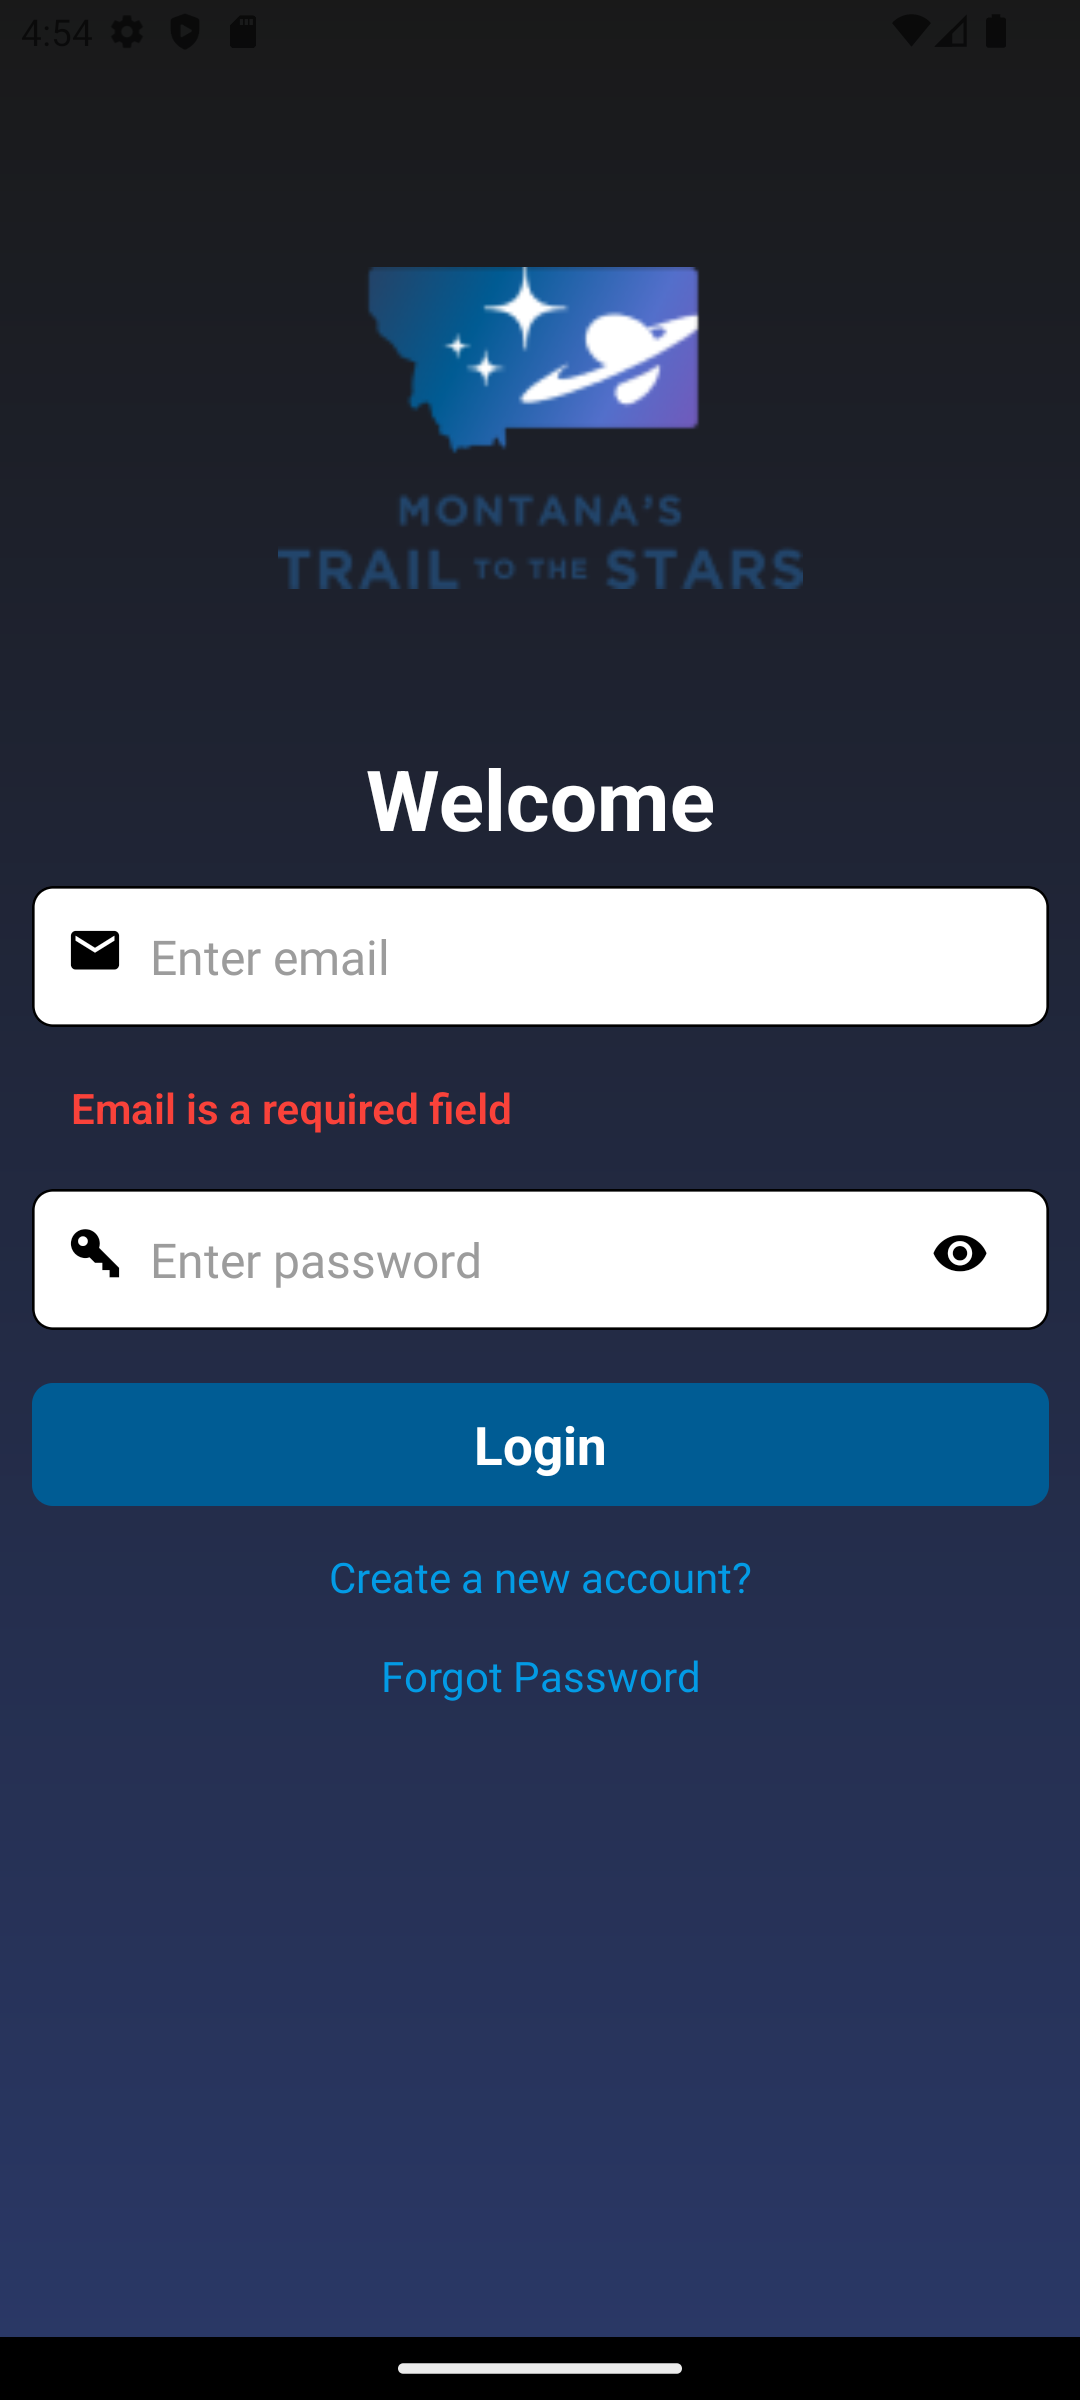 4:54
MONTANA'S
TRAIL TO THE STARS
Welcome
Enter email
Email is a required field
Enter password
Login
Create a new account?
Forgot Password